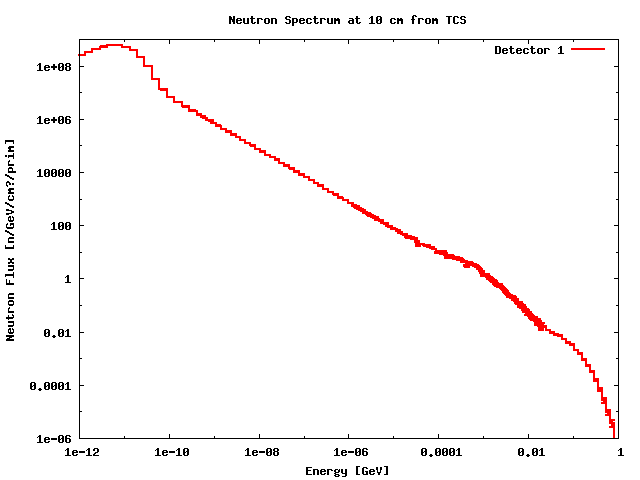 Neutron Spectrum at 10 cm from TCS
Detector 1
Neutron Flux [n/GeV/cm?/prim]
1e+08
1e+06
10000
100
1
0.01
0.0001
1e-06
1e-12 1e-10 1e-08 1e-06 0.0001 0.01 1
Energy [GeV]